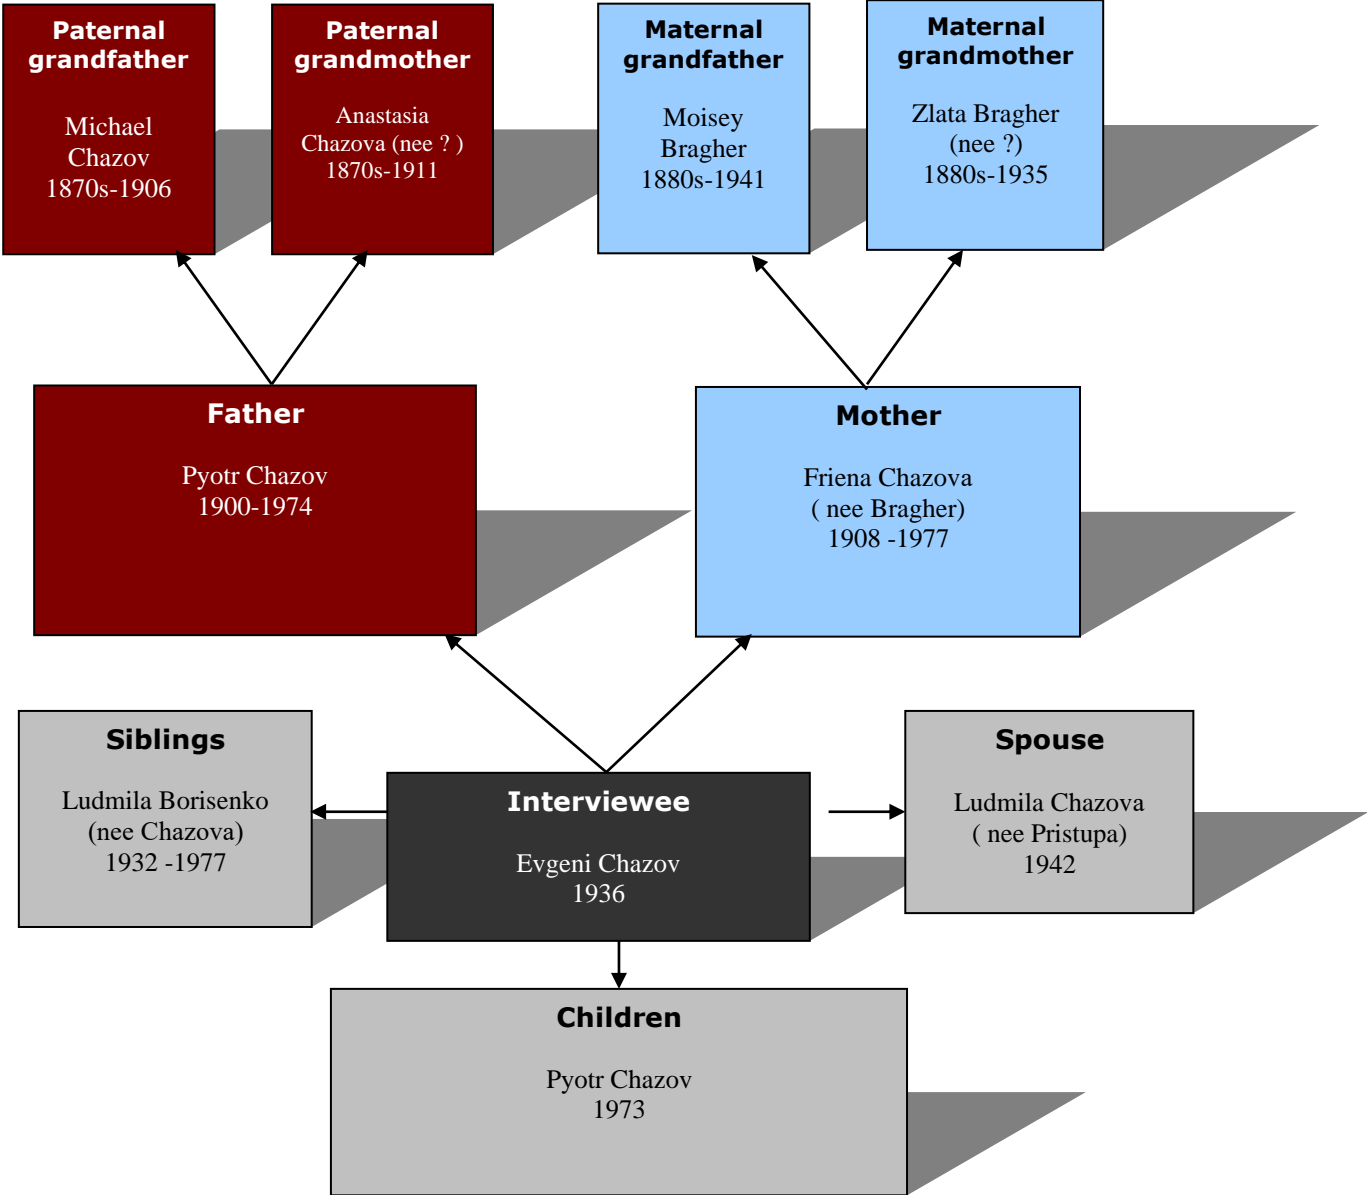 Paternal
grandfather
Michael
Chazov
1870s-1906
Paternal
grandmother
Anastasia
Chazova (nee ? )
1870s-1911
Maternal
grandfather
Moisey
Bragher
1880s-1941
Maternal
grandmother
Zlata Bragher
(nee ?)
1880s-1935
Father
Pyotr Chazov
1900-1974
Mother
Friena Chazova
( nee Bragher)
1908 -1977
Siblings
Ludmila Borisenko
(nee Chazova)
1932 -1977
Interviewee
Evgeni Chazov
1936
Spouse
Ludmila Chazova
( nee Pristupa)
1942
Children
Pyotr Chazov
1973